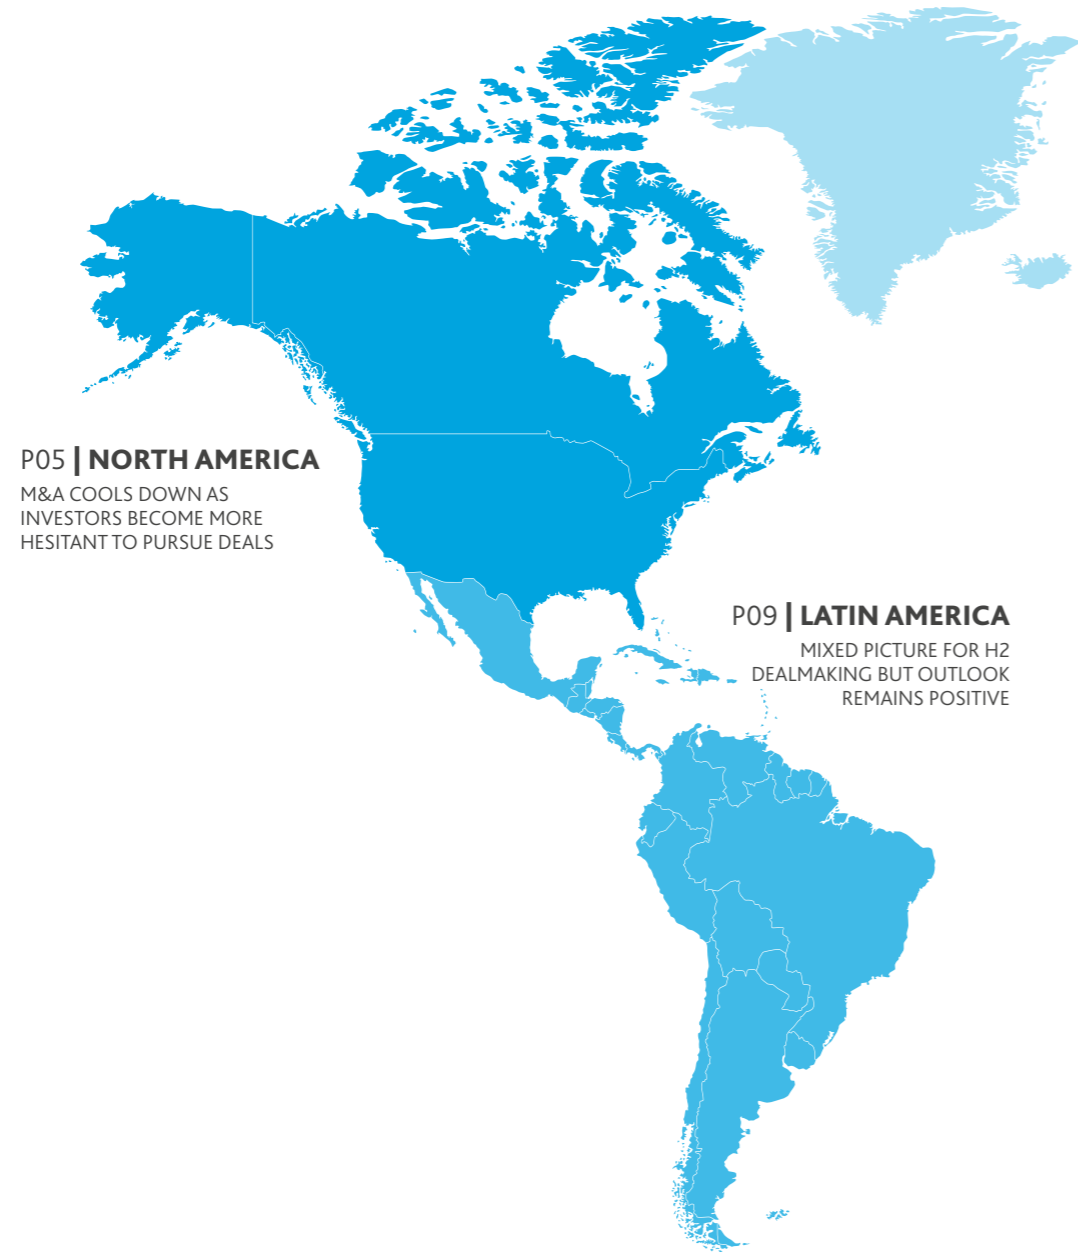 P05 | NORTH AMERICA
M&A COOLS DOWN AS
INVESTORS BECOME MORE
HESITANT TO PURSUE DEALS
P09 | LATIN AMERICA
MIXED PICTURE FOR H2
DEALMAKING BUT OUTLOOK
REMAINS POSITIVE